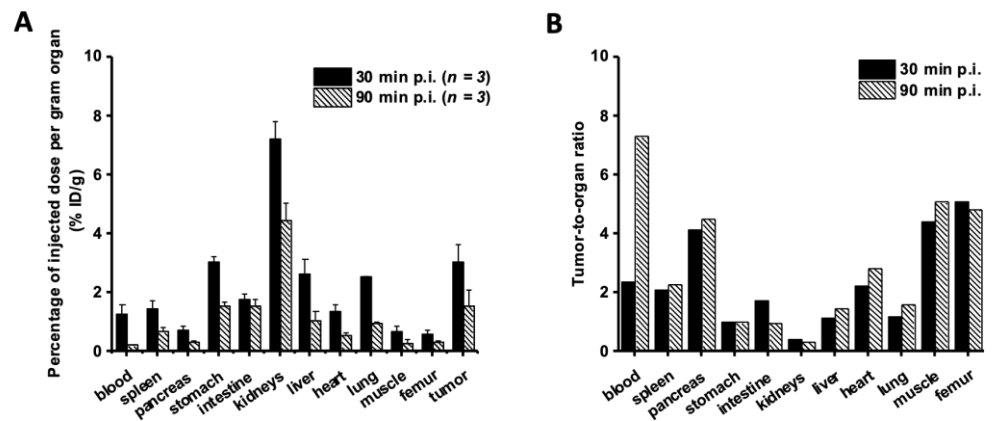 A
Percentage of injected dose per gram organ
(% ID/g)
10
8
6
4
2
0
30 min p.i. (n = 3)
90 min p.i. (n = 3)
blood
spleen
pancreas
stomach
intestine
kidneys
liver
heart
lung
muscle
femur
tumor
B
Tumor-to-organ ratio
10
8
6
4
2
0
30 min p.i.
90 min p.i.
blood
spleen
pancreas
stomach
intestine
kidneys
liver
heart
lung
muscle
femur